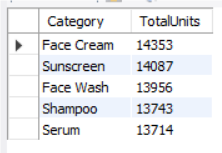 Category TotalUnits
Face Cream 14353
Sunscreen 14087
Face Wash 13956
Shampoo 13743
Serum 13714